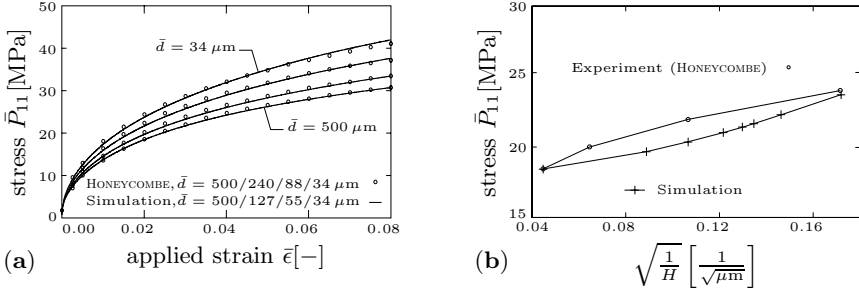 50
40
30
20
10
0
stress P̄₁₁[MPa]
d̄ = 34 µm
d̄ = 500 µm
HONEYCOMBE, d̄ = 500/240/88/34 µm
Simulation, d̄ = 500/127/55/34 µm
0.00 0.02 0.04 0.06 0.08
applied strain ε̄[−]
(a)
30
25
20
15
stress P̄₁₁[MPa]
Experiment (HONEYCOMBE)
Simulation
0.04 0.08 0.12 0.16
√(1/H) [1/√µm]
(b)